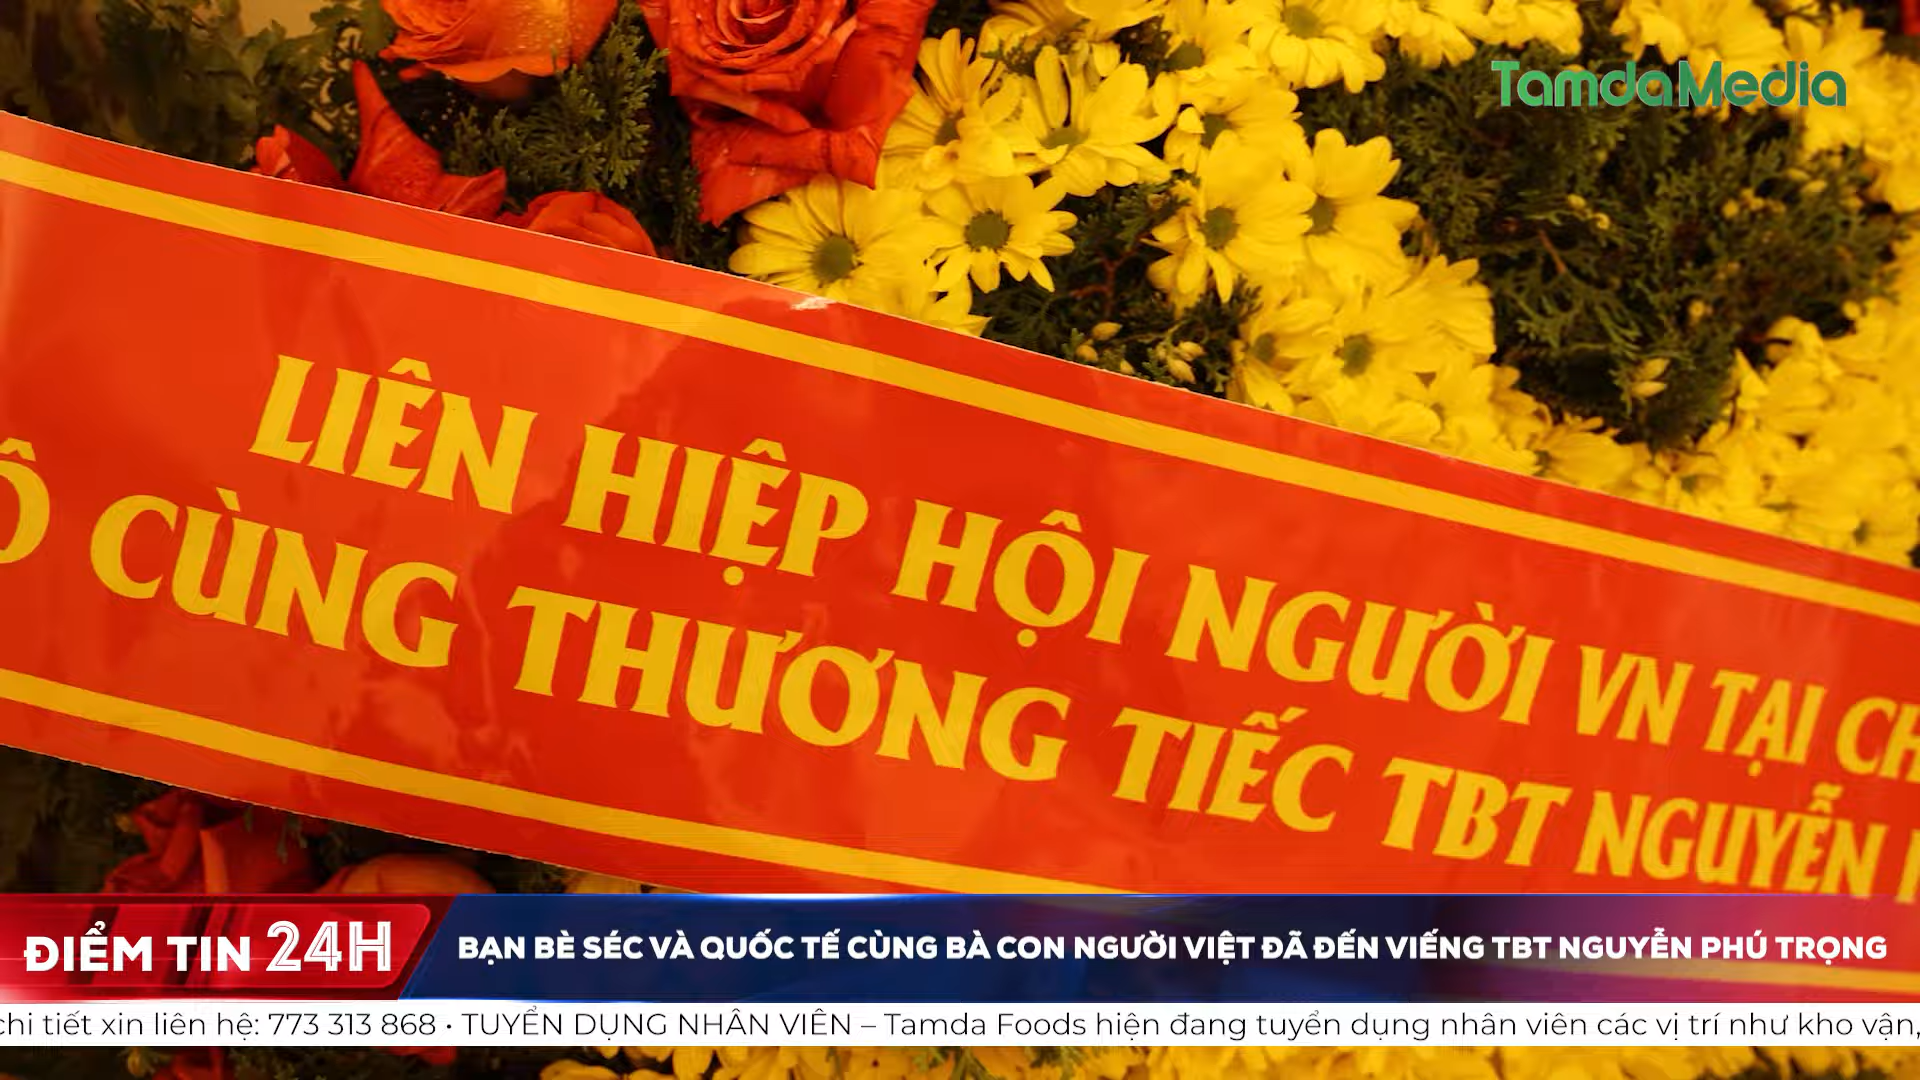 TamdaMedia
LIÊN HIỆP HỘI NGƯỜI VN TẠI
CÙNG THƯƠNG TIẾC TBT NGUYỄN
ĐIỂM TIN 24H
BẠN BÈ SÉC VÀ QUỐC TẾ CÙNG BÀ CON NGƯỜI VIỆT ĐÃ ĐẾN VIẾNG TBT NGUYỄN PHÚ TRỌNG
chi tiết xin liên hệ: 773 313 868 • TUYỂN DỤNG NHÂN VIÊN – Tamda Foods hiện đang tuyển dụng nhân viên các vị trí như kho vận,